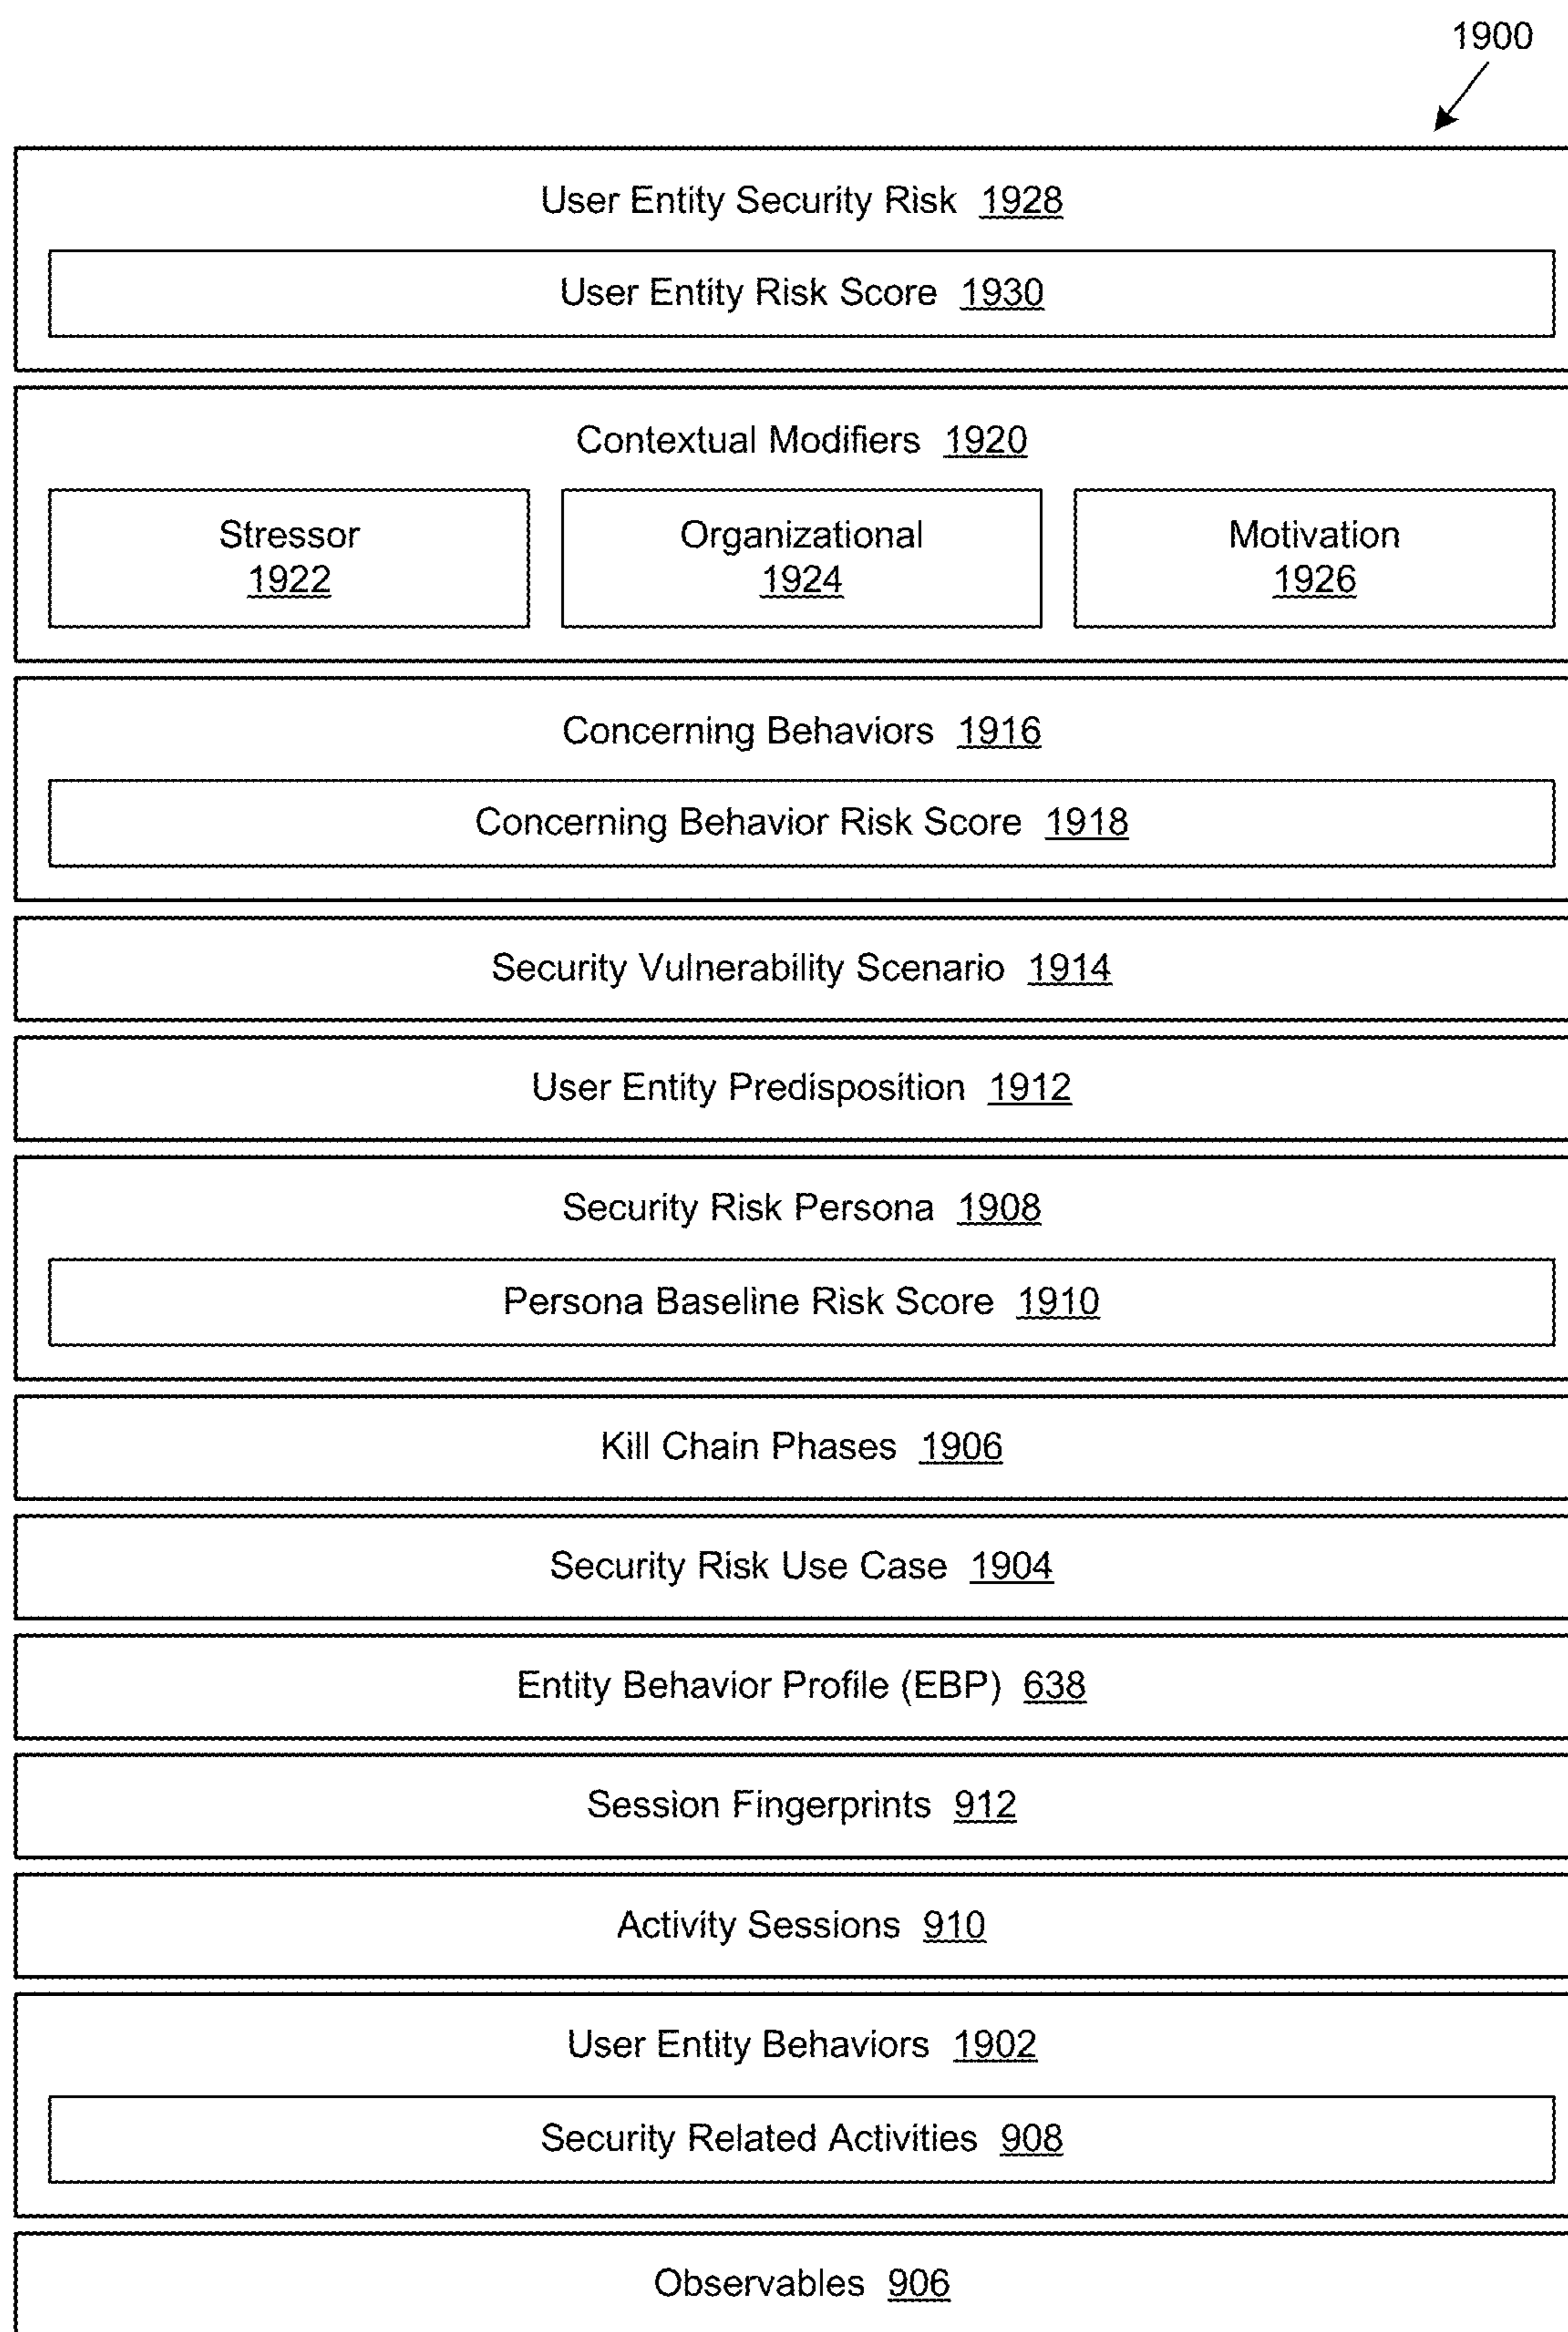 1900
User Entity Security Risk 1928
User Entity Risk Score 1930
Contextual Modifiers 1920
Stressor
1922
Organizational
1924
Motivation
1926
Concerning Behaviors 1916
Concerning Behavior Risk Score 1918
Security Vulnerability Scenario 1914
User Entity Predisposition 1912
Security Risk Persona 1908
Persona Baseline Risk Score 1910
Kill Chain Phases 1906
Security Risk Use Case 1904
Entity Behavior Profile (EBP) 638
Session Fingerprints 912
Activity Sessions 910
User Entity Behaviors 1902
Security Related Activities 908
Observables 906